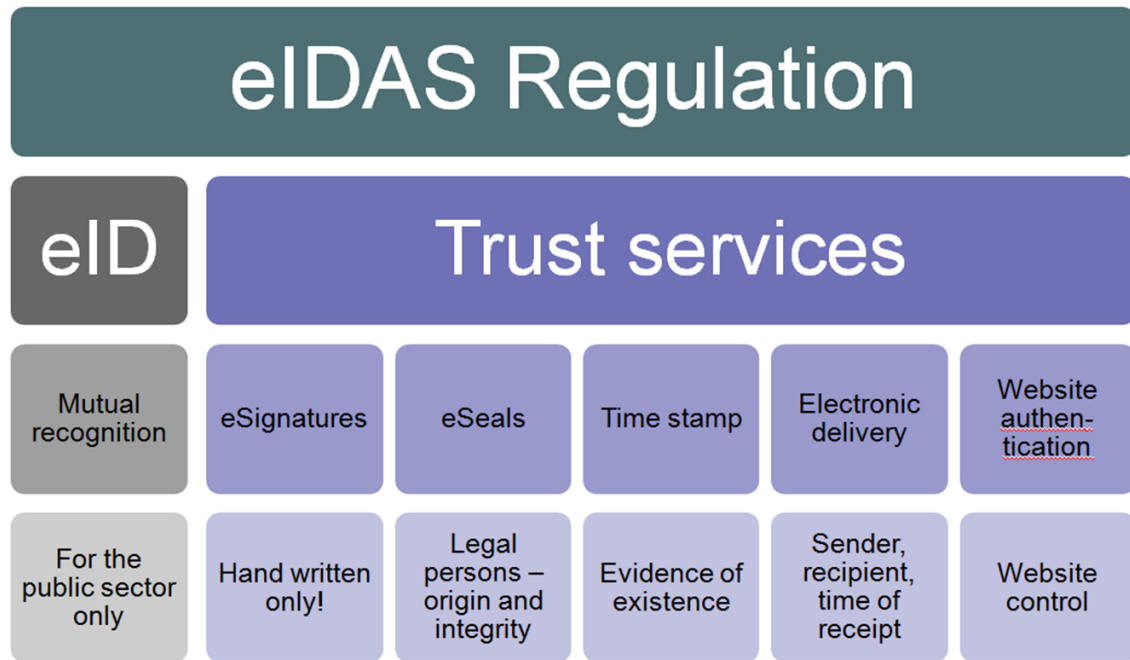 eIDAS Regulation
eID
Trust services
Mutual
recognition
eSignatures
eSeals
Time stamp
Electronic
delivery
Website
authen-
tication
For the
public sector
only
Hand written
only!
Legal
persons –
origin and
integrity
Evidence of
existence
Sender,
recipient,
time of
receipt
Website
control